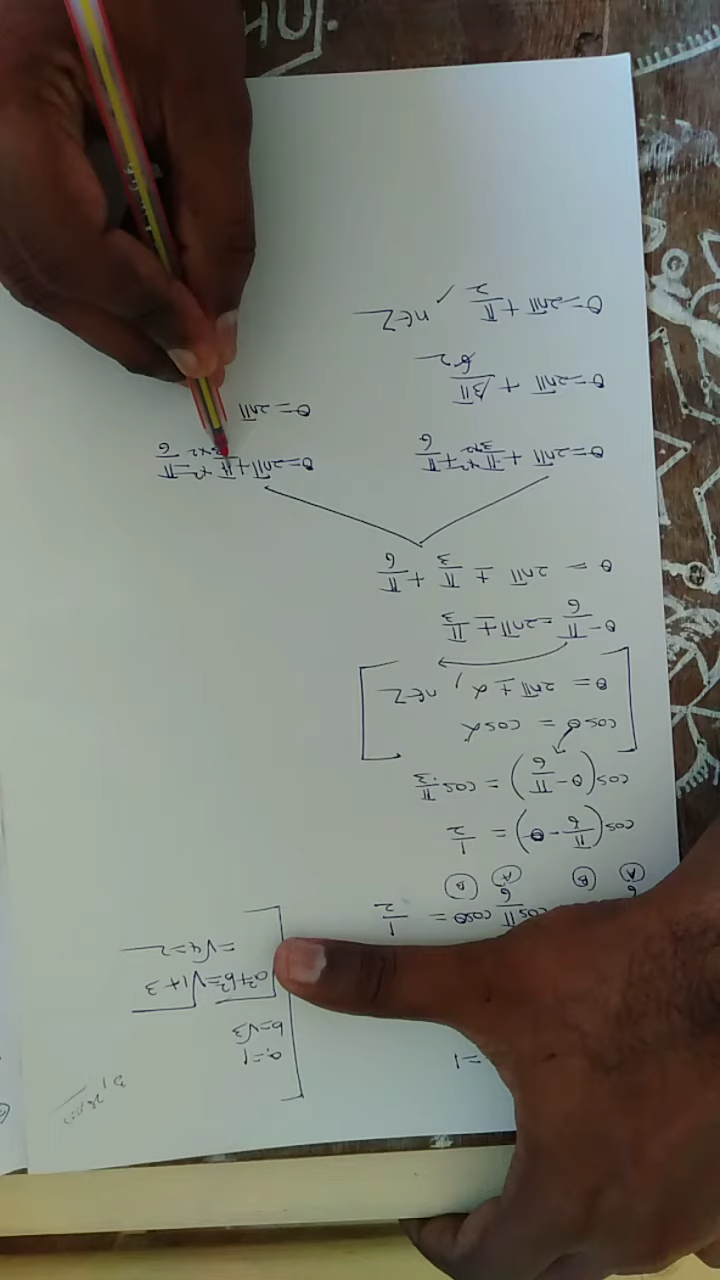 = 1
a = 1
b = √3
√a²+b² = √1+3
= √4 = 2
cos π/6 cosθ = 1/2
Ⓐ Ⓑ Ⓐ Ⓑ
cos(π/6 - θ) = 1/2
cos(θ - π/6) = cos π/3
cosθ = cosα
θ = 2nπ ± α, n∈Z
θ - π/6 = 2nπ ± π/3
θ = 2nπ ± π/3 + π/6
θ = 2nπ + π×2/3×2 + π/6
θ = 2nπ + 3π/6 2
θ = 2nπ + π/2, n∈Z
θ = 2nπ + π×2/3×2 = π/6
θ = 2nπ